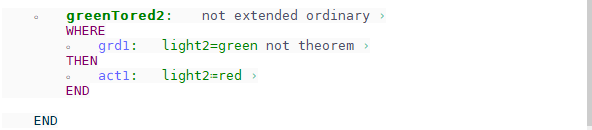 greenTored2: not extended ordinary ›
WHERE
grd1: light2=green not theorem ›
THEN
act1: light2≔red ›
END
END